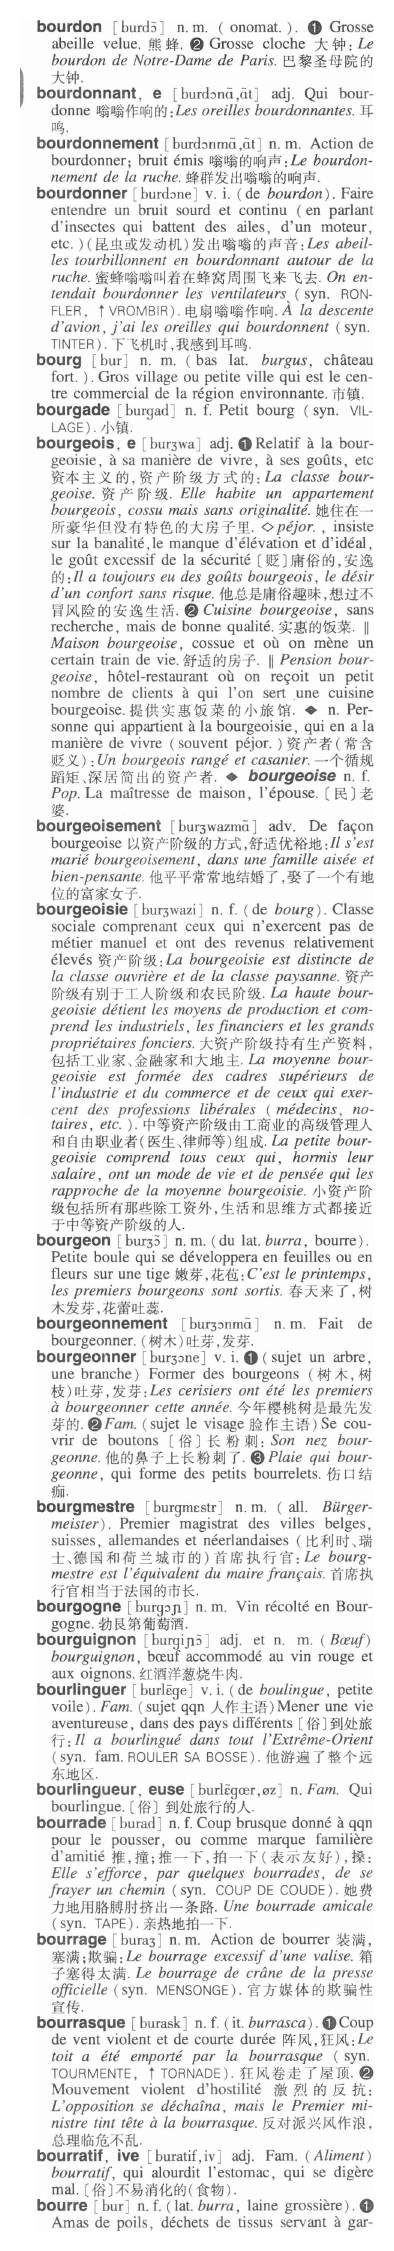 bourdon [burdɔ̃] n. m. ( onomat. ). ❶ Grosse
abeille velue. 熊蜂. ❷ Grosse cloche 大钟: Le
bourdon de Notre-Dame de Paris. 巴黎圣母院的
大钟.
bourdonnant, e [burdɔnɑ̃,ɑ̃t] adj. Qui bour-
donne 嗡嗡作响的: Les oreilles bourdonnantes. 耳
鸣.
bourdonnement [burdɔnmɑ̃,ɑ̃t] n. m. Action de
bourdonner; bruit émis 嗡嗡的响声: Le bourdon-
nement de la ruche. 蜂群发出嗡嗡的响声.
bourdonner [burdɔne] v. i. ( de bourdon). Faire
entendre un bruit sourd et continu ( en parlant
d'insectes qui battent des ailes, d'un moteur,
etc. ) (昆虫或发动机)发出嗡嗡的声音: Les abeil-
les tourbillonnent en bourdonnant autour de la
ruche. 蜜蜂嗡嗡叫着在蜂窝周围飞来飞去. On en-
tendait bourdonner les ventilateurs ( syn. RON-
FLER, ↑ VROMBIR). 电扇嗡嗡作响. À la descente
d'avion, j'ai les oreilles qui bourdonnent ( syn.
TINTER). 下飞机时,我感到耳鸣.
bourg [bur] n. m. ( bas lat. burgus, château
fort. ). Gros village ou petite ville qui est le cen-
tre commercial de la région environnante. 市镇.
bourgade [burgad] n. f. Petit bourg ( syn. VIL-
LAGE). 小镇.
bourgeois, e [burʒwa] adj. ❶ Relatif à la bour-
geoisie, à sa manière de vivre, à ses goûts, etc
资本主义的,资产阶级方式的: La classe bour-
geoise. 资产阶级. Elle habite un appartement
bourgeois, cossu mais sans originalité. 她住在一
所豪华但没有特色的大房子里. ◇ péjor. , insiste
sur la banalité, le manque d'élévation et d'idéal,
le goût excessif de la sécurité [贬]庸俗的,安逸
的: Il a toujours eu des goûts bourgeois, le désir
d'un confort sans risque. 他总是庸俗趣味,想过不
冒风险的安逸生活. ❷ Cuisine bourgeoise, sans
recherche, mais de bonne qualité. 实惠的饭菜. ‖
Maison bourgeoise, cossue et où on mène un
certain train de vie. 舒适的房子. ‖ Pension bour-
geoise, hôtel-restaurant où on reçoit un petit
nombre de clients à qui l'on sert une cuisine
bourgeoise. 提供实惠饭菜的小旅馆. ◆ n. Per-
sonne qui appartient à la bourgeoisie, qui en a la
manière de vivre (souvent péjor. )资产者(常含
贬义): Un bourgeois rangé et casanier. 一个循规
蹈矩、深居简出的资产者. ◆ bourgeoise n. f.
Pop. La maîtresse de maison, l'épouse. [民]老
婆.
bourgeoisement [burʒwazmɑ̃] adv. De façon
bourgeoise 以资产阶级的方式,舒适优裕地: Il s'est
marié bourgeoisement, dans une famille aisée et
bien-pensante. 他平平常常地结婚了,娶了一个有地
位的富家女子.
bourgeoisie [burʒwazi] n. f. ( de bourg). Classe
sociale comprenant ceux qui n'exercent pas de
métier manuel et ont des revenus relativement
élevés 资产阶级: La bourgeoisie est distincte de
la classe ouvrière et de la classe paysanne. 资产
阶级有别于工人阶级和农民阶级. La haute bour-
geoisie détient les moyens de production et com-
prend les industriels, les financiers et les grands
propriétaires fonciers. 大资产阶级持有生产资料,
包括工业家、金融家和大地主. La moyenne bour-
geoisie est formée des cadres supérieurs de
l'industrie et du commerce et de ceux qui exer-
cent des professions libérales ( médecins, no-
taires, etc. ). 中等资产阶级由工商业的高级管理人
和自由职业者(医生、律师等)组成. La petite bour-
geoisie comprend tous ceux qui, hormis leur
salaire, ont un mode de vie et de pensée qui les
rapproche de la moyenne bourgeoisie. 小资产阶
级包括所有那些除工资外,生活和思维方式都接近
于中等资产阶级的人.
bourgeon [burʒɔ̃] n. m. (du lat. burra, bourre).
Petite boule qui se développera en feuilles ou en
fleurs sur une tige 嫩芽,花苞: C'est le printemps,
les premiers bourgeons sont sortis. 春天来了,树
木发芽,花蕾吐蕊.
bourgeonnement [burʒɔnmɑ̃] n. m. Fait de
bourgeonner. (树木)吐芽,发芽.
bourgeonner [burʒɔne] v. i. ❶ ( sujet un arbre,
une branche) Former des bourgeons (树木,树
枝)吐芽,发芽: Les cerisiers ont été les premiers
à bourgeonner cette année. 今年樱桃树是最先发
芽的. ❷ Fam. ( sujet le visage 脸作主语) Se cou-
vrir de boutons [俗]长粉刺: Son nez bour-
geonne. 他的鼻子上长粉刺了. ❸ Plaie qui bour-
geonne, qui forme des petits bourrelets. 伤口结
痂.
bourgmestre [burgmɛstr] n. m. ( all. Bürger-
meister). Premier magistrat des villes belges,
suisses, allemandes et néerlandaises (比利时、瑞
士、德国和荷兰城市的)首席执行官: Le bourg-
mestre est l'équivalent du maire français. 首席执
行官相当于法国的市长.
bourgogne [burgɔɲ] n. m. Vin récolté en Bour-
gogne. 勃艮第葡萄酒.
bourguignon [burgiɲɔ̃] adj. et n. m. ( Bœuf)
bourguignon, bœuf accommodé au vin rouge et
aux oignons. 红酒洋葱烧牛肉.
bourlinguer [burlɛ̃ge] v. i. ( de boulingue, petite
voile). Fam. (sujet qqn 人作主语) Mener une vie
aventureuse, dans des pays différents [俗]到处旅
行: Il a bourlingué dans tout l'Extrême-Orient
(syn. fam. ROULER SA BOSSE). 他游遍了整个远
东地区.
bourlingueur, euse [burlɛ̃gœr,øz] n. Fam. Qui
bourlingue. [俗] 到处旅行的人.
bourrade [burad] n. f. Coup brusque donné à qqn
pour le pousser, ou comme marque familière
d'amitié 推,撞;推一下,拍一下(表示友好),搡:
Elle s'efforce, par quelques bourrades, de se
frayer un chemin ( syn. COUP DE COUDE). 她费
力地用胳膊肘挤出一条路. Une bourrade amicale
( syn. TAPE). 亲热地拍一下.
bourrage [buraʒ] n. m. Action de bourrer 装满,
塞满;欺骗: Le bourrage excessif d'une valise. 箱
子塞得太满. Le bourrage de crâne de la presse
officielle (syn. MENSONGE). 官方媒体的欺骗性
宣传.
bourrasque [burask] n. f. (it. burrasca). ❶ Coup
de vent violent et de courte durée 阵风,狂风: Le
toit a été emporté par la bourrasque ( syn.
TOURMENTE, ↑ TORNADE). 狂风卷走了屋顶. ❷
Mouvement violent d'hostilité 激烈的反抗:
L'opposition se déchaîna, mais le Premier mi-
nistre tint tête à la bourrasque. 反对派兴风作浪,
总理临危不乱.
bourratif, ive [buratif,iv] adj. Fam. ( Aliment)
bourratif, qui alourdit l'estomac, qui se digère
mal. [俗]不易消化的(食物).
bourre [bur] n. f. (lat. burra, laine grossière). ❶
Amas de poils, déchets de tissus servant à gar-